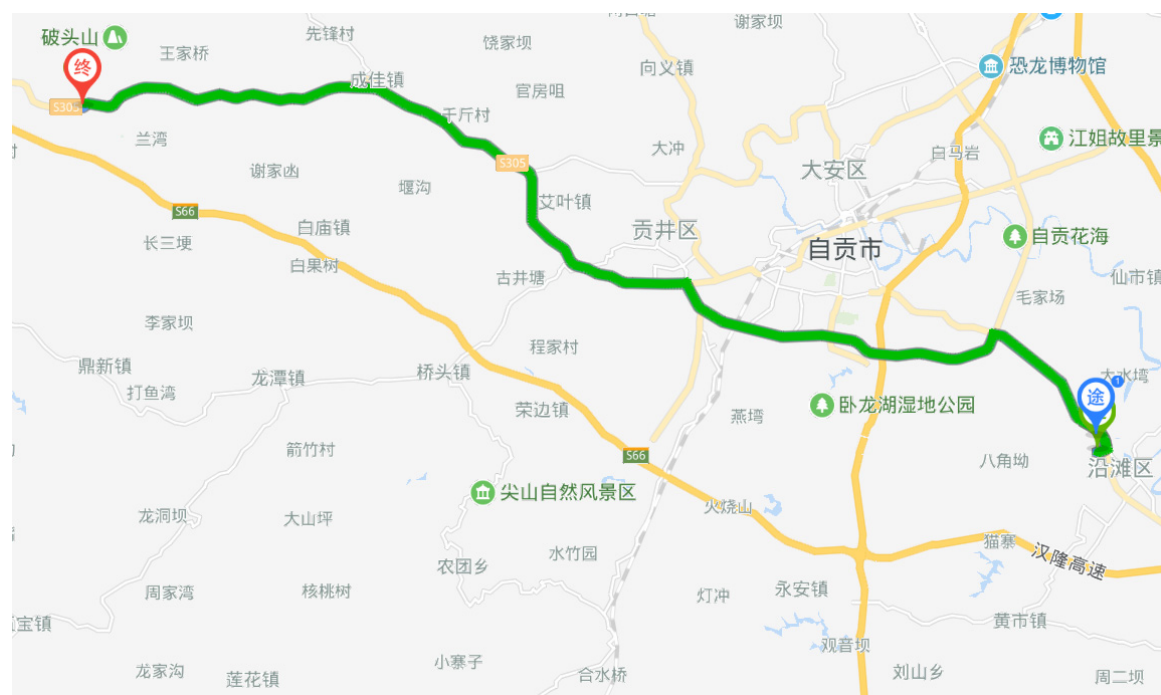 谢家坝
破头山
先锋村
饶家坝
王家桥
终
向义镇
恐龙博物馆
成佳镇
官房咀
S305
千斤村
兰湾
大冲
白马岩
江姐故里景
S305
大安区
谢家凼
堰沟
艾叶镇
S66
白庙镇
贡井区
长三埂
自贡市
自贡花海
白果树
古井塘
仙市镇
毛家场
李家坝
程家村
鼎新镇
龙潭镇
桥头镇
大水塆
1
打鱼湾
途
荣边镇
燕塆
卧龙湖湿地公园
箭竹村
S66
八角坳
沿滩区
尖山自然风景区
火烧山
龙洞坝
大山坪
猫寨
水竹园
汉隆高速
农团乡
周家湾
核桃树
灯冲
永安镇
宝镇
黄市镇
观音坝
小寨子
龙家沟
莲花镇
合水桥
刘山乡
周二坝